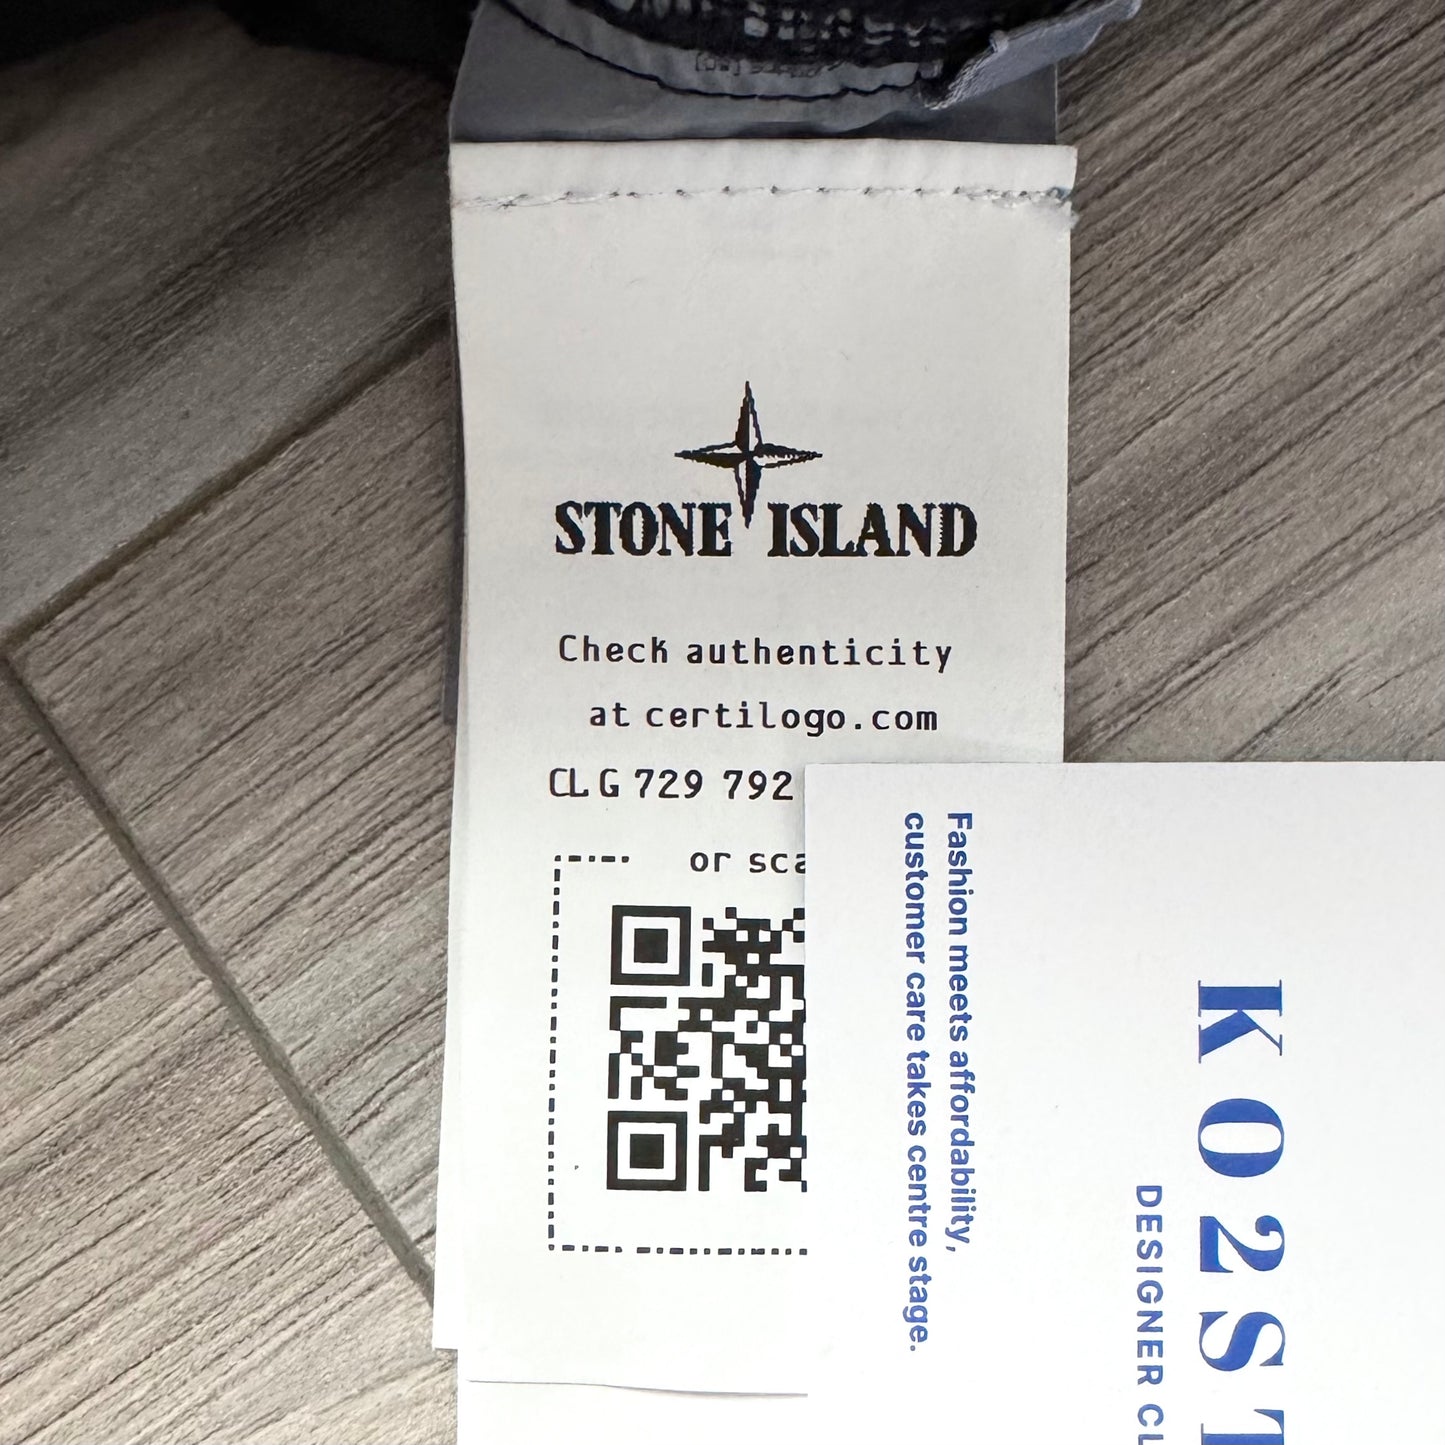 STONE ISLAND
Check authenticity
at certilogo.com
CLG 729 792
or sca
Fashion meets affordability,
customer care takes centre stage.
KO2ST
DESIGNER CL